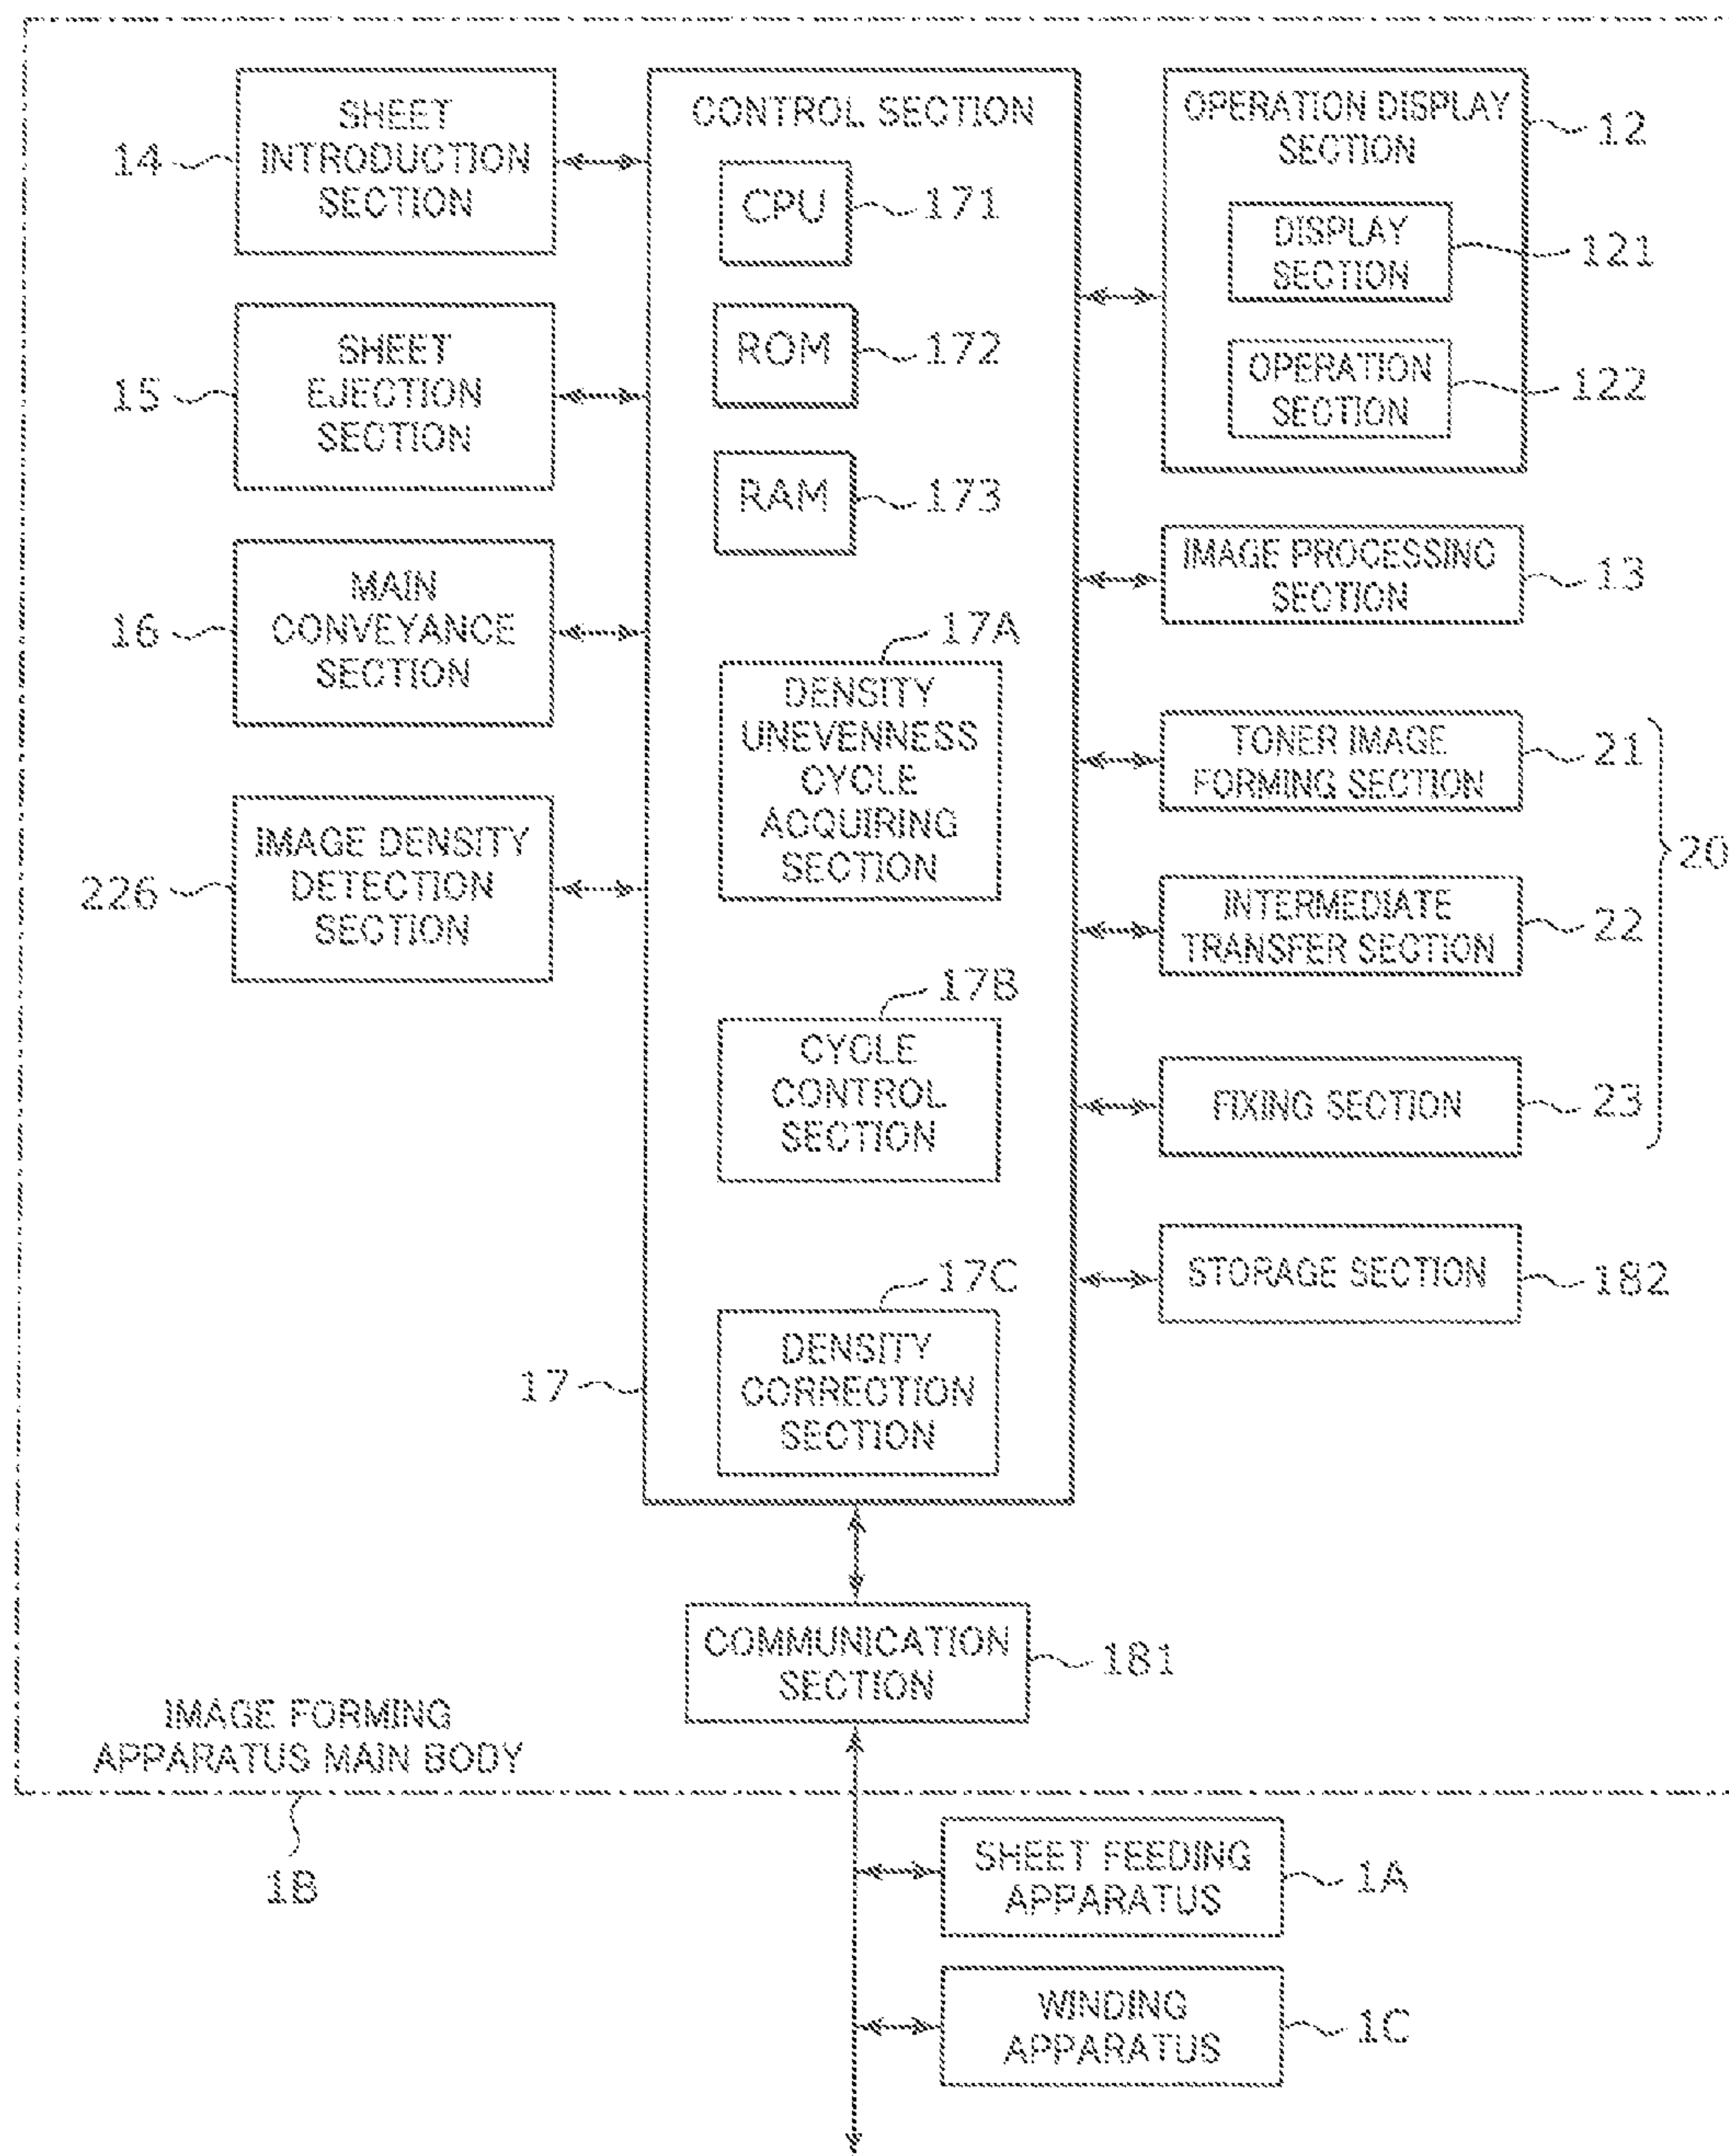 14
SHEET
INTRODUCTION
SECTION
15
SHEET
EJECTION
SECTION
16
MAIN
CONVEYANCE
SECTION
226
IMAGE DENSITY
DETECTION
SECTION
CONTROL SECTION
CPU
171
ROM
172
RAM
173
17A
DENSITY
UNEVENNESS
CYCLE
ACQUIRING
SECTION
17B
CYCLE
CONTROL
SECTION
17C
DENSITY
CORRECTION
SECTION
17
OPERATION DISPLAY
SECTION
12
DISPLAY
SECTION
121
OPERATION
SECTION
122
IMAGE PROCESSING
SECTION
13
TONER IMAGE
FORMING SECTION
21
INTERMEDIATE
TRANSFER SECTION
22
FIXING SECTION
23
20
STORAGE SECTION
182
COMMUNICATION
SECTION
181
IMAGE FORMING
APPARATUS MAIN BODY
1B
SHEET FEEDING
APPARATUS
1A
WINDING
APPARATUS
1C